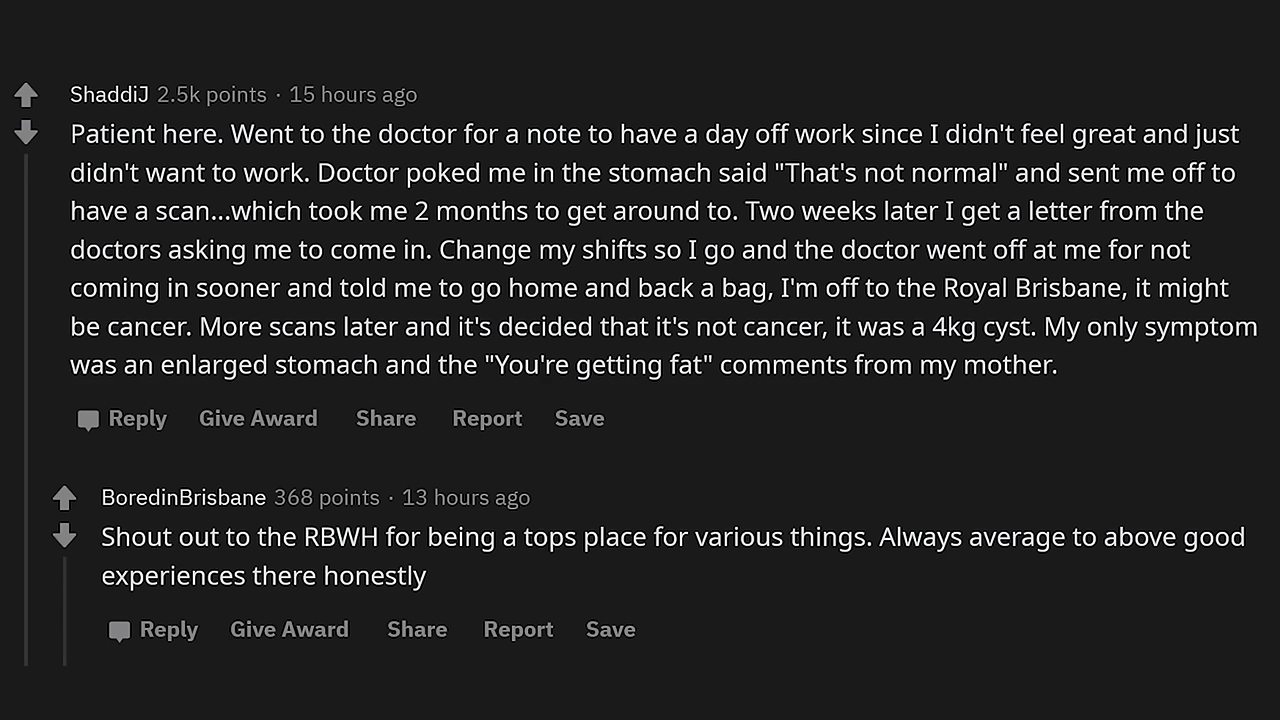 ShaddiJ 2.5k points · 15 hours ago
Patient here. Went to the doctor for a note to have a day off work since I didn't feel great and just
didn't want to work. Doctor poked me in the stomach said "That's not normal" and sent me off to
have a scan...which took me 2 months to get around to. Two weeks later I get a letter from the
doctors asking me to come in. Change my shifts so I go and the doctor went off at me for not
coming in sooner and told me to go home and back a bag, I'm off to the Royal Brisbane, it might
be cancer. More scans later and it's decided that it's not cancer, it was a 4kg cyst. My only symptom
was an enlarged stomach and the "You're getting fat" comments from my mother.
Reply Give Award Share Report Save
BoredinBrisbane 368 points · 13 hours ago
Shout out to the RBWH for being a tops place for various things. Always average to above good
experiences there honestly
Reply Give Award Share Report Save